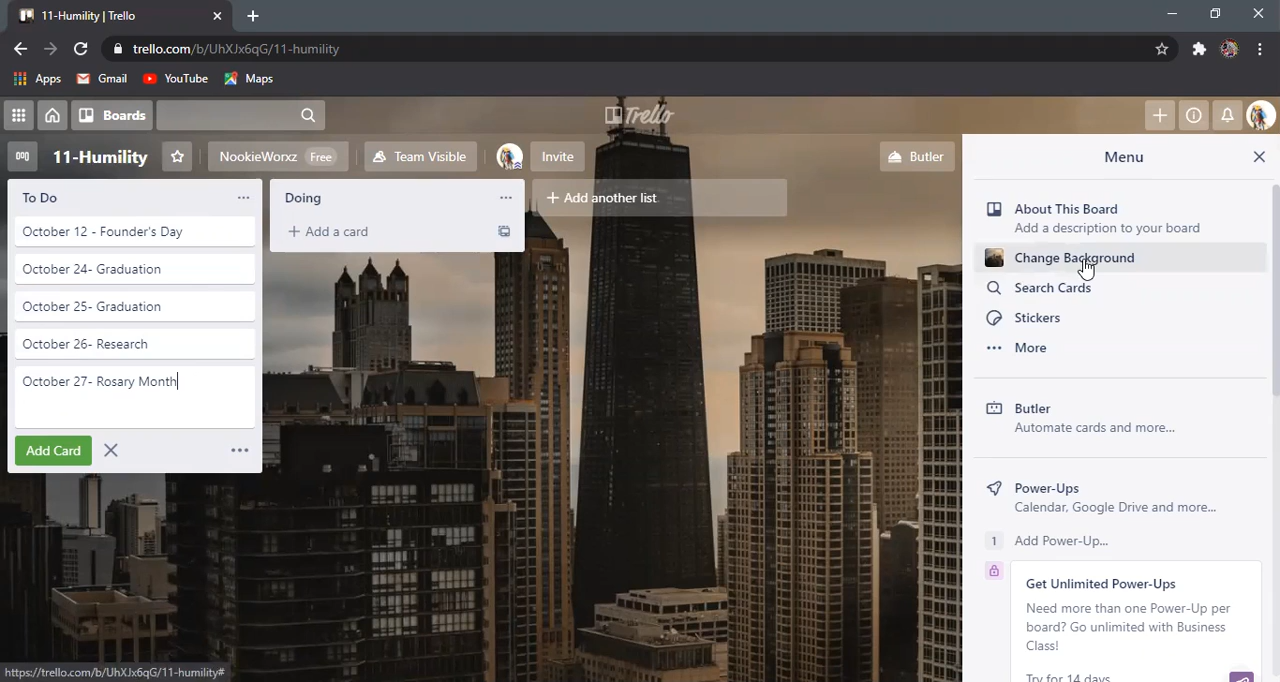 11-Humility | Trello
trello.com/b/UhXJx6qG/11-humility
Apps Gmail YouTube Maps
Boards
Trello
11-Humility
NookieWorxz Free
Team Visible
Invite
Butler
To Do
October 12 - Founder's Day
October 24- Graduation
October 25- Graduation
October 26- Research
October 27- Rosary Month
Add Card
Doing
+ Add a card
+ Add another list
Menu
About This Board
Add a description to your board
Change Background
Search Cards
Stickers
More
Butler
Automate cards and more...
Power-Ups
Calendar, Google Drive and more...
1 Add Power-Up...
Get Unlimited Power-Ups
Need more than one Power-Up per
board? Go unlimited with Business
Class!
Try for 14 days
https://trello.com/b/UhXJx6qG/11-humility#